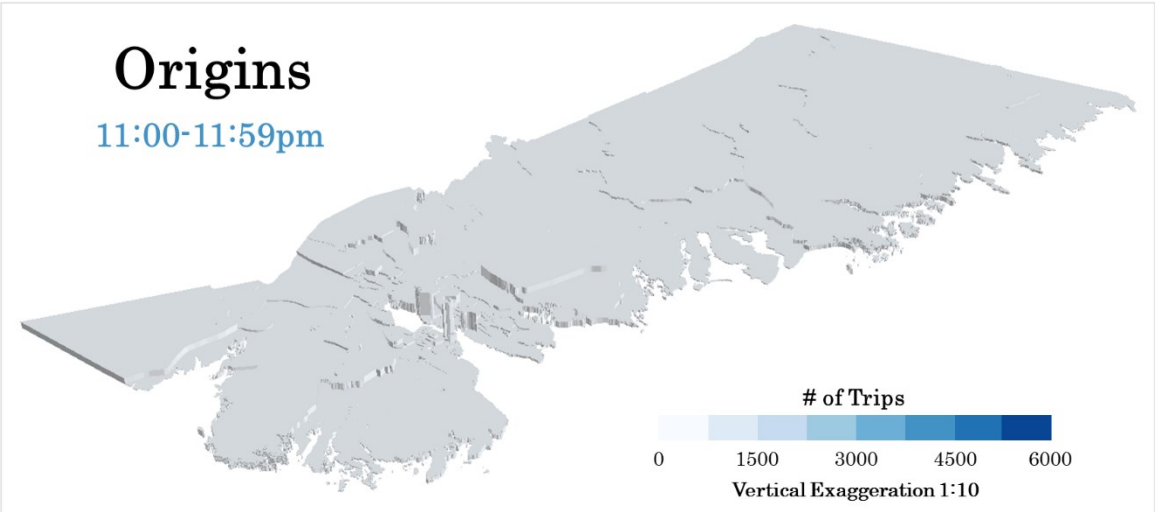 Origins
11:00-11:59pm
# of Trips
0 1500 3000 4500 6000
Vertical Exaggeration 1:10